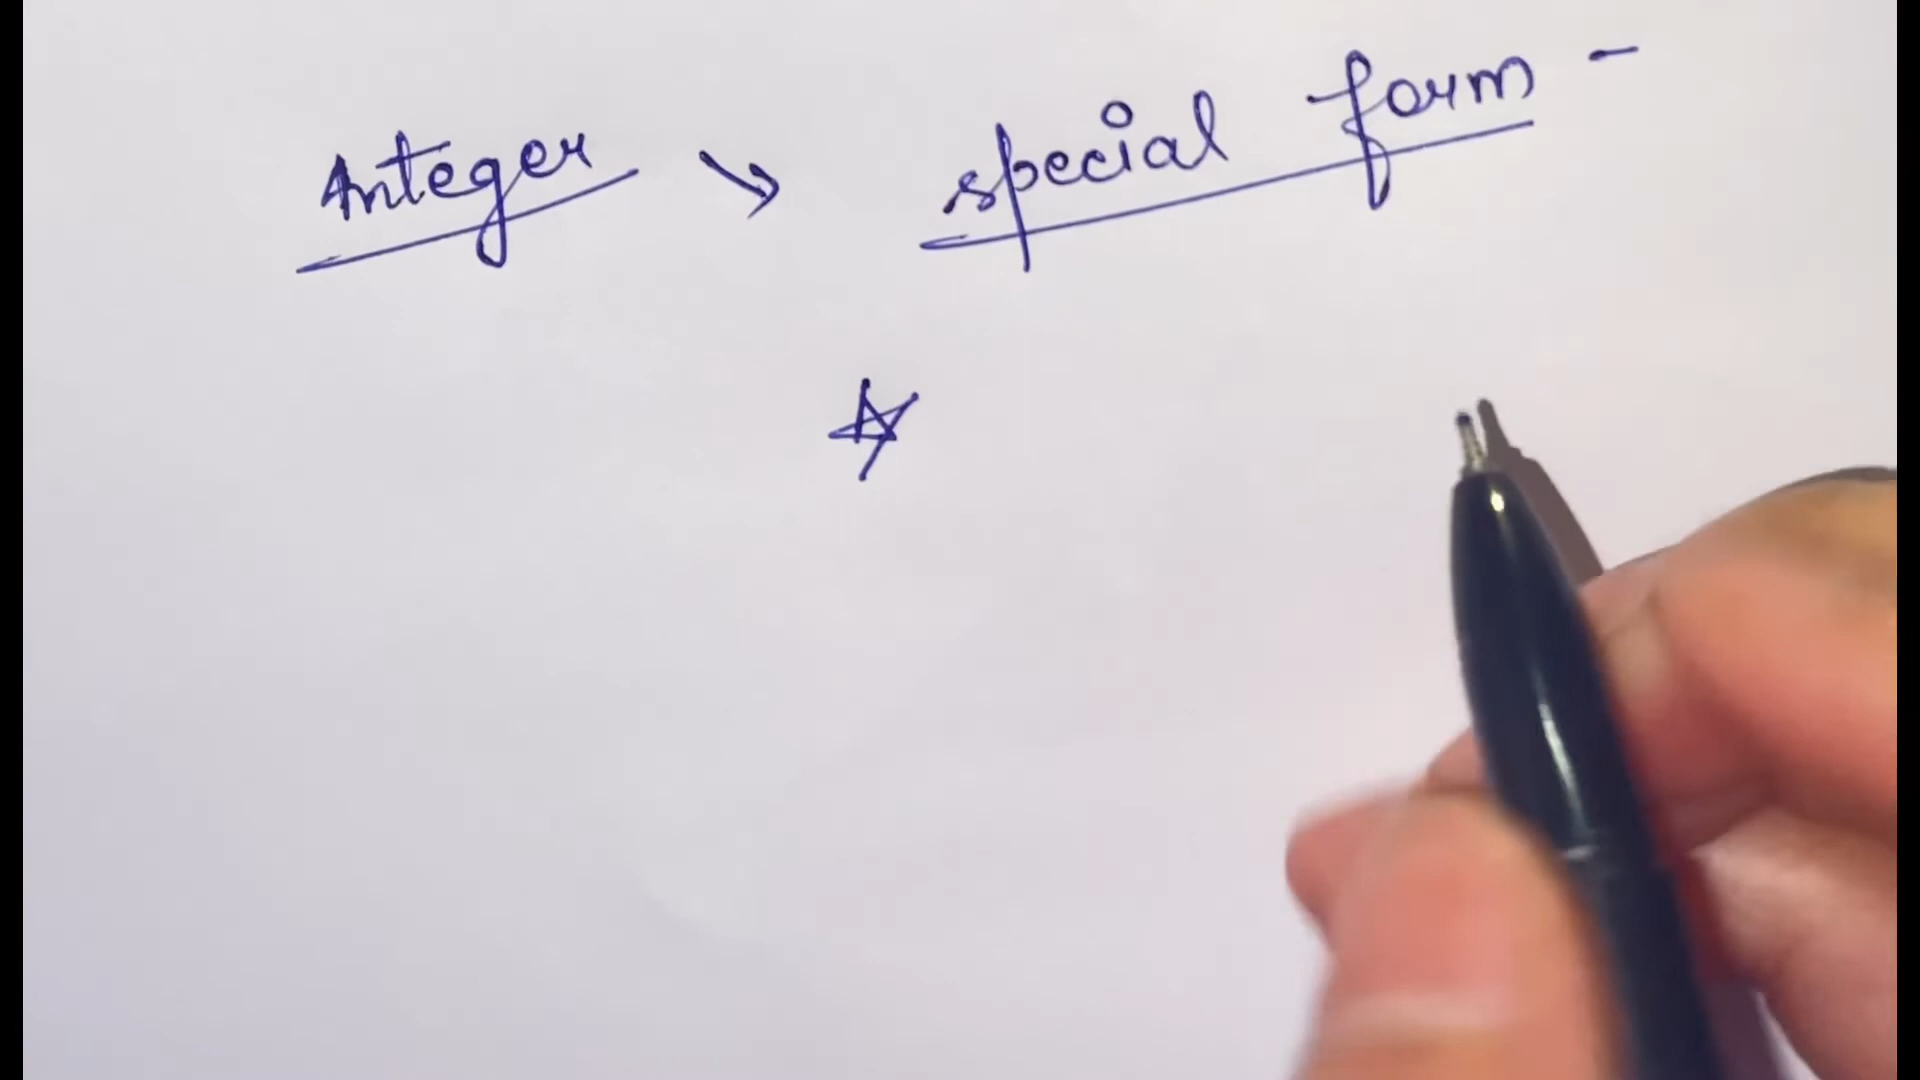 Integer ↘ special form -
☆